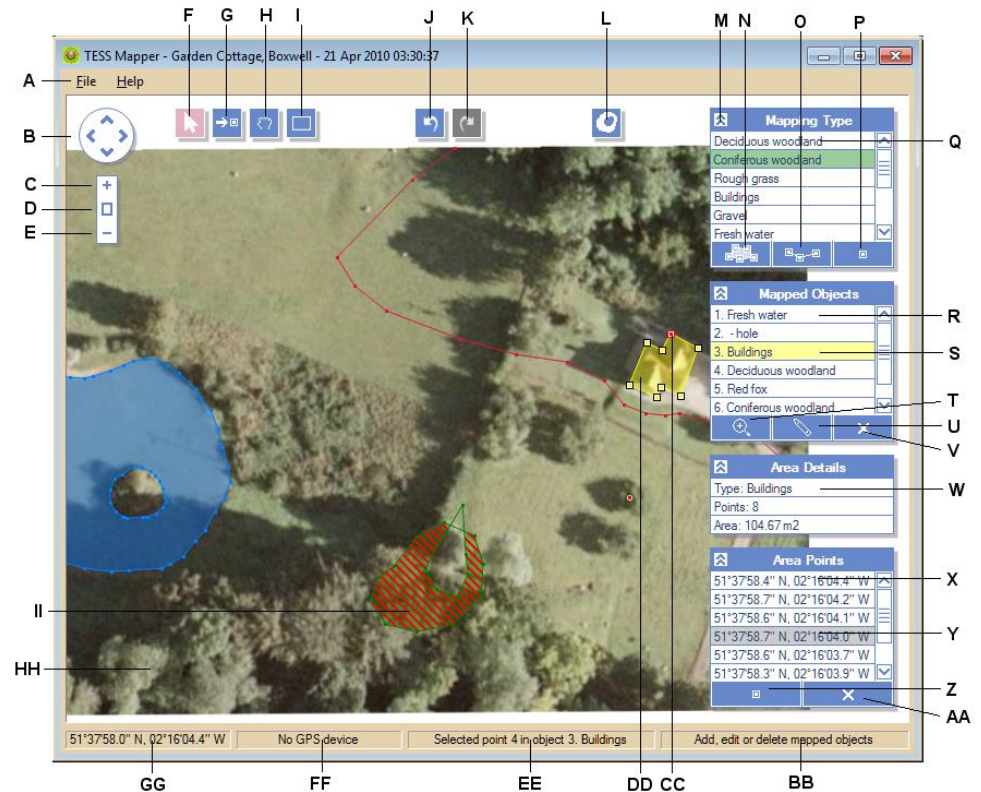 F G H I J K L M N O P
TESS Mapper - Garden Cottage, Boxwell - 21 Apr 2010 03:30:37
A
File Help
B
C
D
E
Mapping Type
Deciduous woodland
Q
Coniferous woodland
Rough grass
Buildings
Gravel
Fresh water
Mapped Objects
1. Fresh water
R
2. - hole
3. Buildings
S
4. Deciduous woodland
5. Red fox
6. Coniferous woodland
T
U
V
Area Details
Type: Buildings
W
Points: 8
Area: 104.67 m2
Area Points
51°37'58.4" N, 02°16'04.4" W
X
51°37'58.7" N, 02°16'04.2" W
51°37'58.6" N, 02°16'04.1" W
51°37'58.7" N, 02°16'04.0" W
Y
51°37'58.6" N, 02°16'03.7" W
51°37'58.3" N, 02°16'03.9" W
Z
AA
II
HH
51°37'58.0" N, 02°16'04.4" W No GPS device Selected point 4 in object 3. Buildings Add, edit or delete mapped objects
GG FF EE DD CC BB